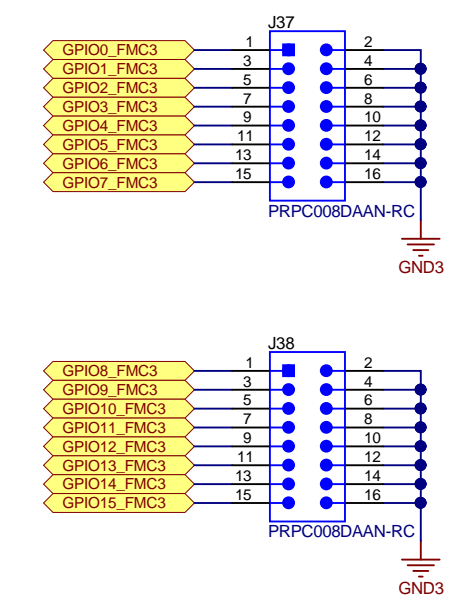 J37
GPIO0_FMC3 1 2
GPIO1_FMC3 3 4
GPIO2_FMC3 5 6
GPIO3_FMC3 7 8
GPIO4_FMC3 9 10
GPIO5_FMC3 11 12
GPIO6_FMC3 13 14
GPIO7_FMC3 15 16
PRPC008DAAN-RC
GND3
J38
GPIO8_FMC3 1 2
GPIO9_FMC3 3 4
GPIO10_FMC3 5 6
GPIO11_FMC3 7 8
GPIO12_FMC3 9 10
GPIO13_FMC3 11 12
GPIO14_FMC3 13 14
GPIO15_FMC3 15 16
PRPC008DAAN-RC
GND3